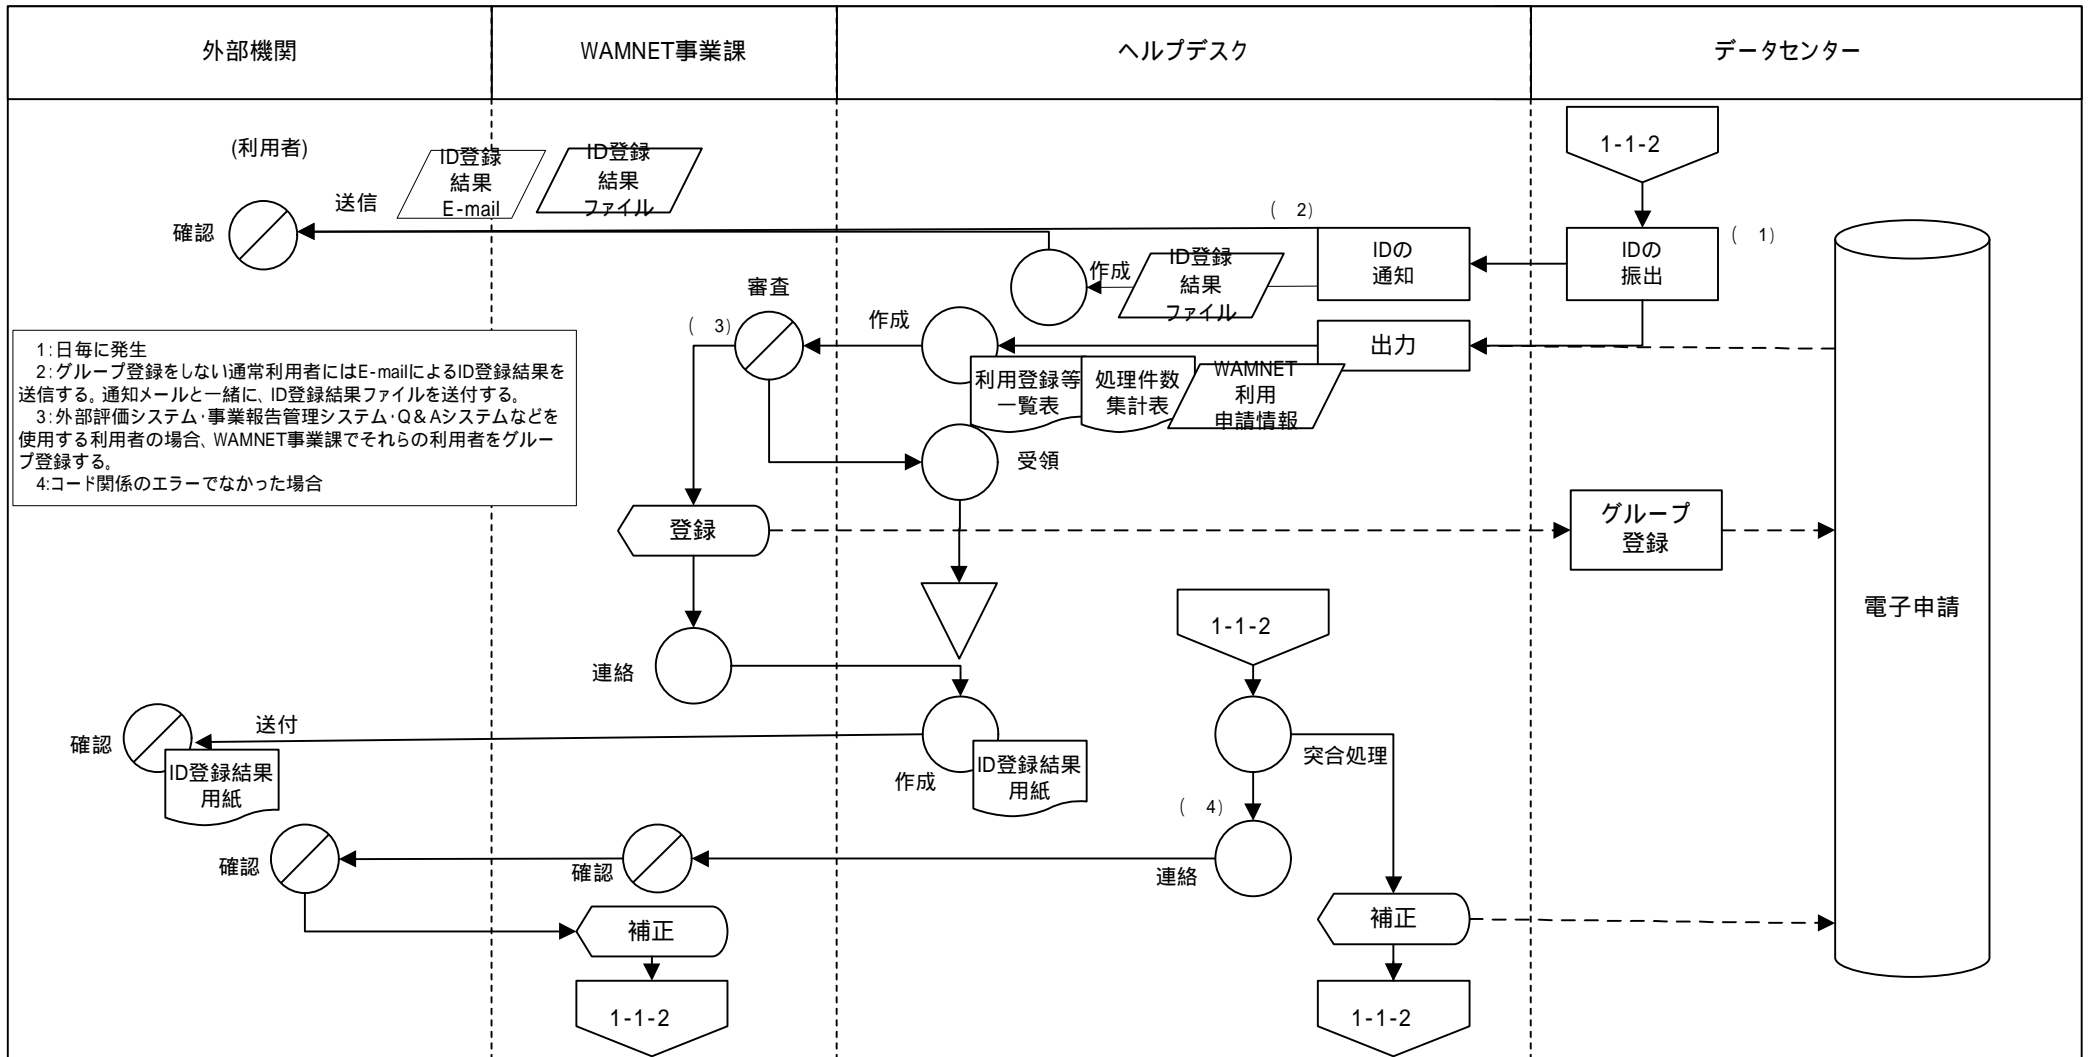 外部機関
WAMNET事業課
ヘルプデスク
データセンター
(利用者)
ID登録
結果
E-mail
ID登録
結果
ファイル
送信
確認
1-1-2
( 2)
IDの
通知
IDの
振出
( 1)
作成
ID登録
結果
ファイル
審査
( 3)
作成
出力
利用登録等
一覧表
処理件数
集計表
WAMNET
利用
申請情報
1:日毎に発生
2:グループ登録をしない通常利用者にはE-mailによるID登録結果を
送信する。通知メールと一緒に、ID登録結果ファイルを送付する。
3:外部評価システム・事業報告管理システム・Q&Aシステムなどを
使用する利用者の場合、WAMNET事業課でそれらの利用者をグルー
プ登録する。
4:コード関係のエラーでなかった場合
受領
登録
グループ
登録
電子申請
1-1-2
連絡
送付
確認
ID登録結果
用紙
作成
ID登録結果
用紙
突合処理
( 4)
確認
確認
連絡
補正
補正
1-1-2
1-1-2